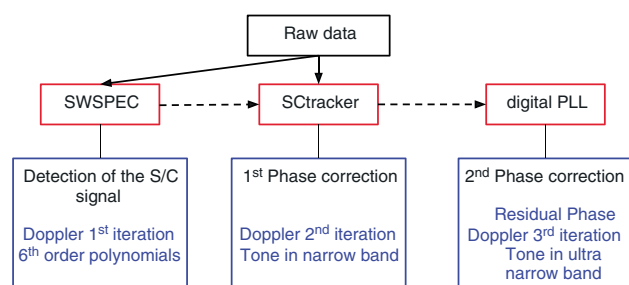 Raw data
SWSPEC
SCtracker
digital PLL
Detection of the S/C
signal
Doppler 1st iteration
6th order polynomials
1st Phase correction
Doppler 2nd iteration
Tone in narrow band
2nd Phase correction
Residual Phase
Doppler 3rd iteration
Tone in ultra
narrow band